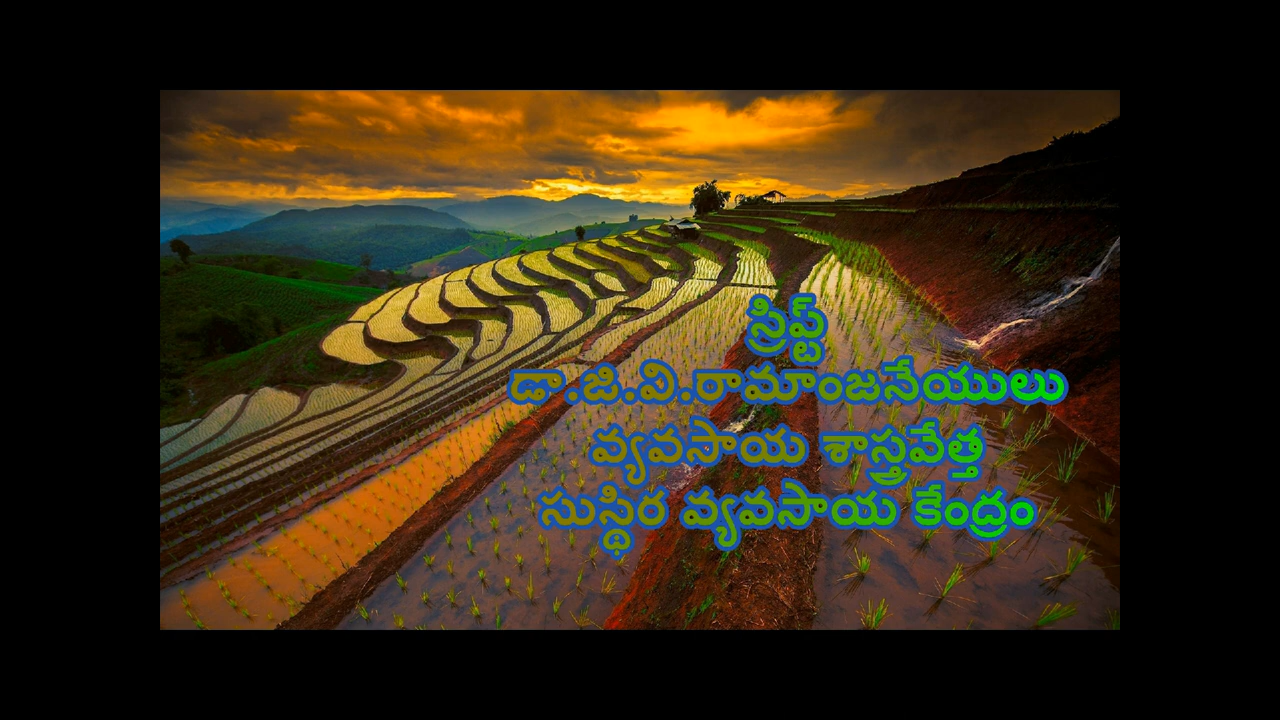 స్రిప్ట్
డా.జి.వి.రామాంజనేయులు
వ్యవసాయ శాస్త్రవేత్త
సుస్థిర వ్యవసాయ కేంద్రం